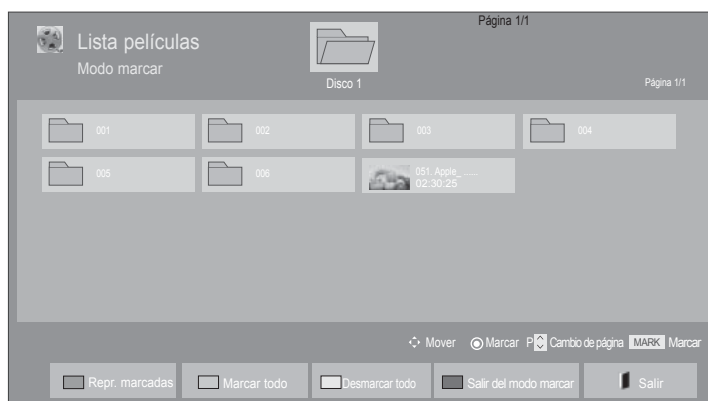 Página 1/1
Lista películas
Modo marcar
Disco 1
Página 1/1
001 002 003 004
005 006 051. Apple_ ......
02:30:25
Mover Marcar P Cambio de página MARK Marcar
Repr. marcadas Marcar todo Desmarcar todo Salir del modo marcar Salir